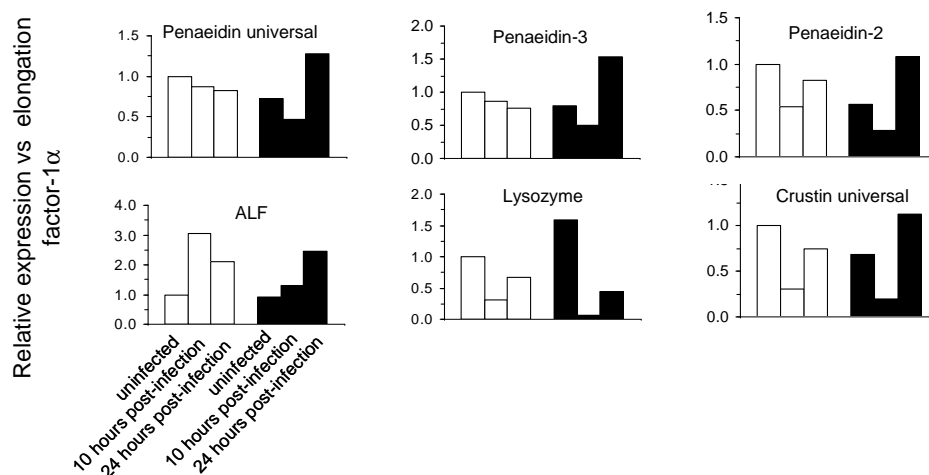 Relative expression vs elongation
factor-1α
Penaeidin universal
1.5
1.0
0.5
0.0
Penaeidin-3
2.0
1.5
1.0
0.5
0.0
Penaeidin-2
1.5
1.0
0.5
0.0
ALF
4.0
3.0
2.0
1.0
0.0
Lysozyme
2.0
1.5
1.0
0.5
0.0
Crustin universal
1.0
0.5
0.0
uninfected
10 hours post-infection
24 hours post-infection
uninfected
10 hours post-infection
24 hours post-infection